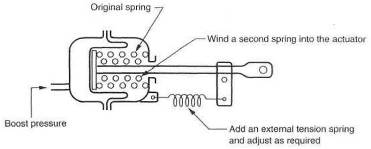 Original spring
Wind a second spring into the actuator
Boost pressure
Add an external tension spring
and adjust as required